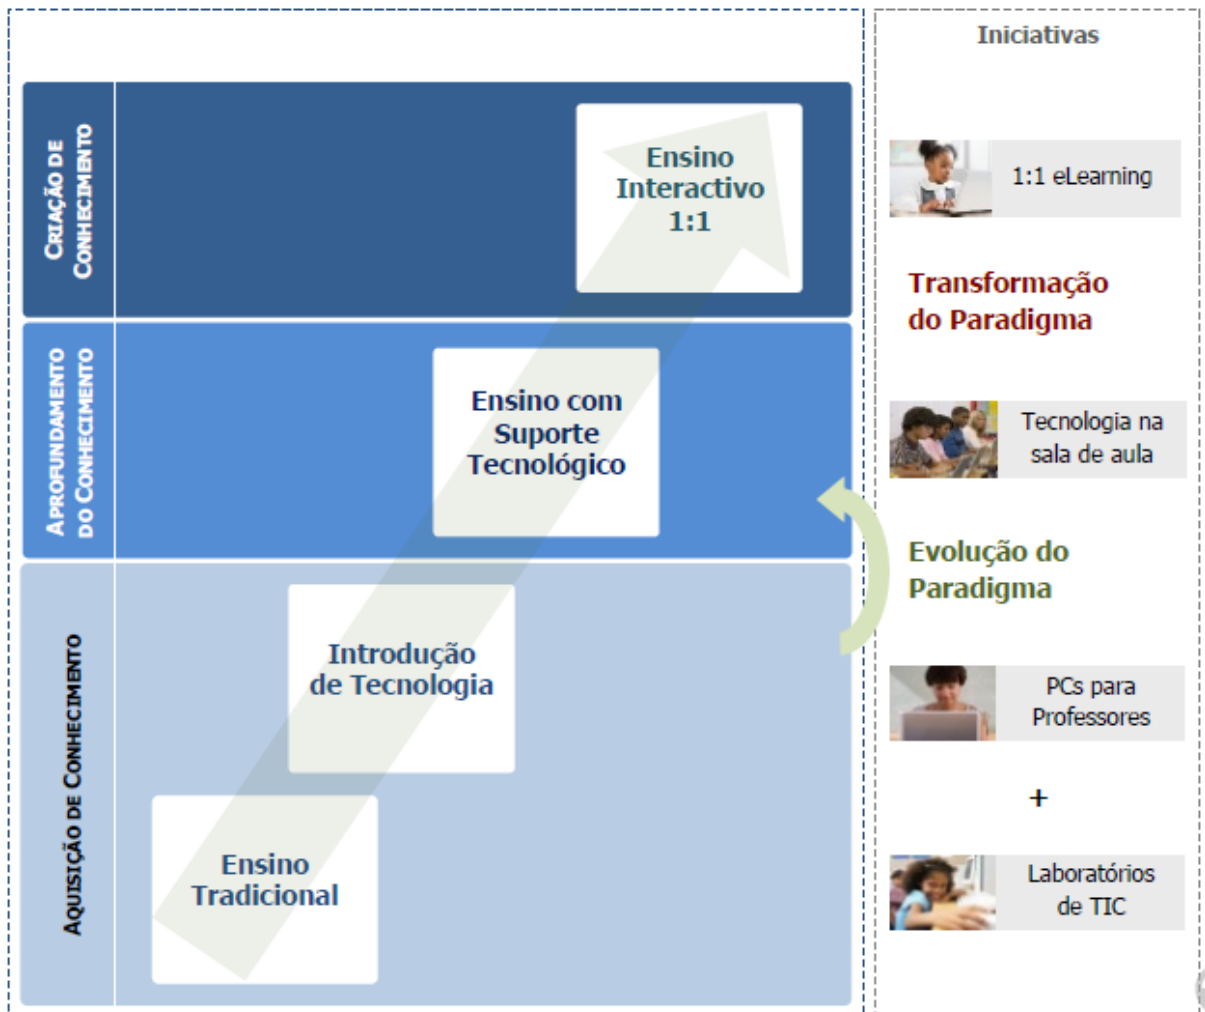 Iniciativas
CRIAÇÃO DE
CONHECIMENTO
Ensino
Interactivo
1:1
1:1 eLearning
Transformação
do Paradigma
APROFUNDAMENTO
DO CONHECIMENTO
Ensino com
Suporte
Tecnológico
Tecnologia na
sala de aula
Evolução do
Paradigma
AQUISIÇÃO DE CONHECIMENTO
Introdução
de Tecnologia
PCs para
Professores
+
Ensino
Tradicional
Laboratórios
de TIC